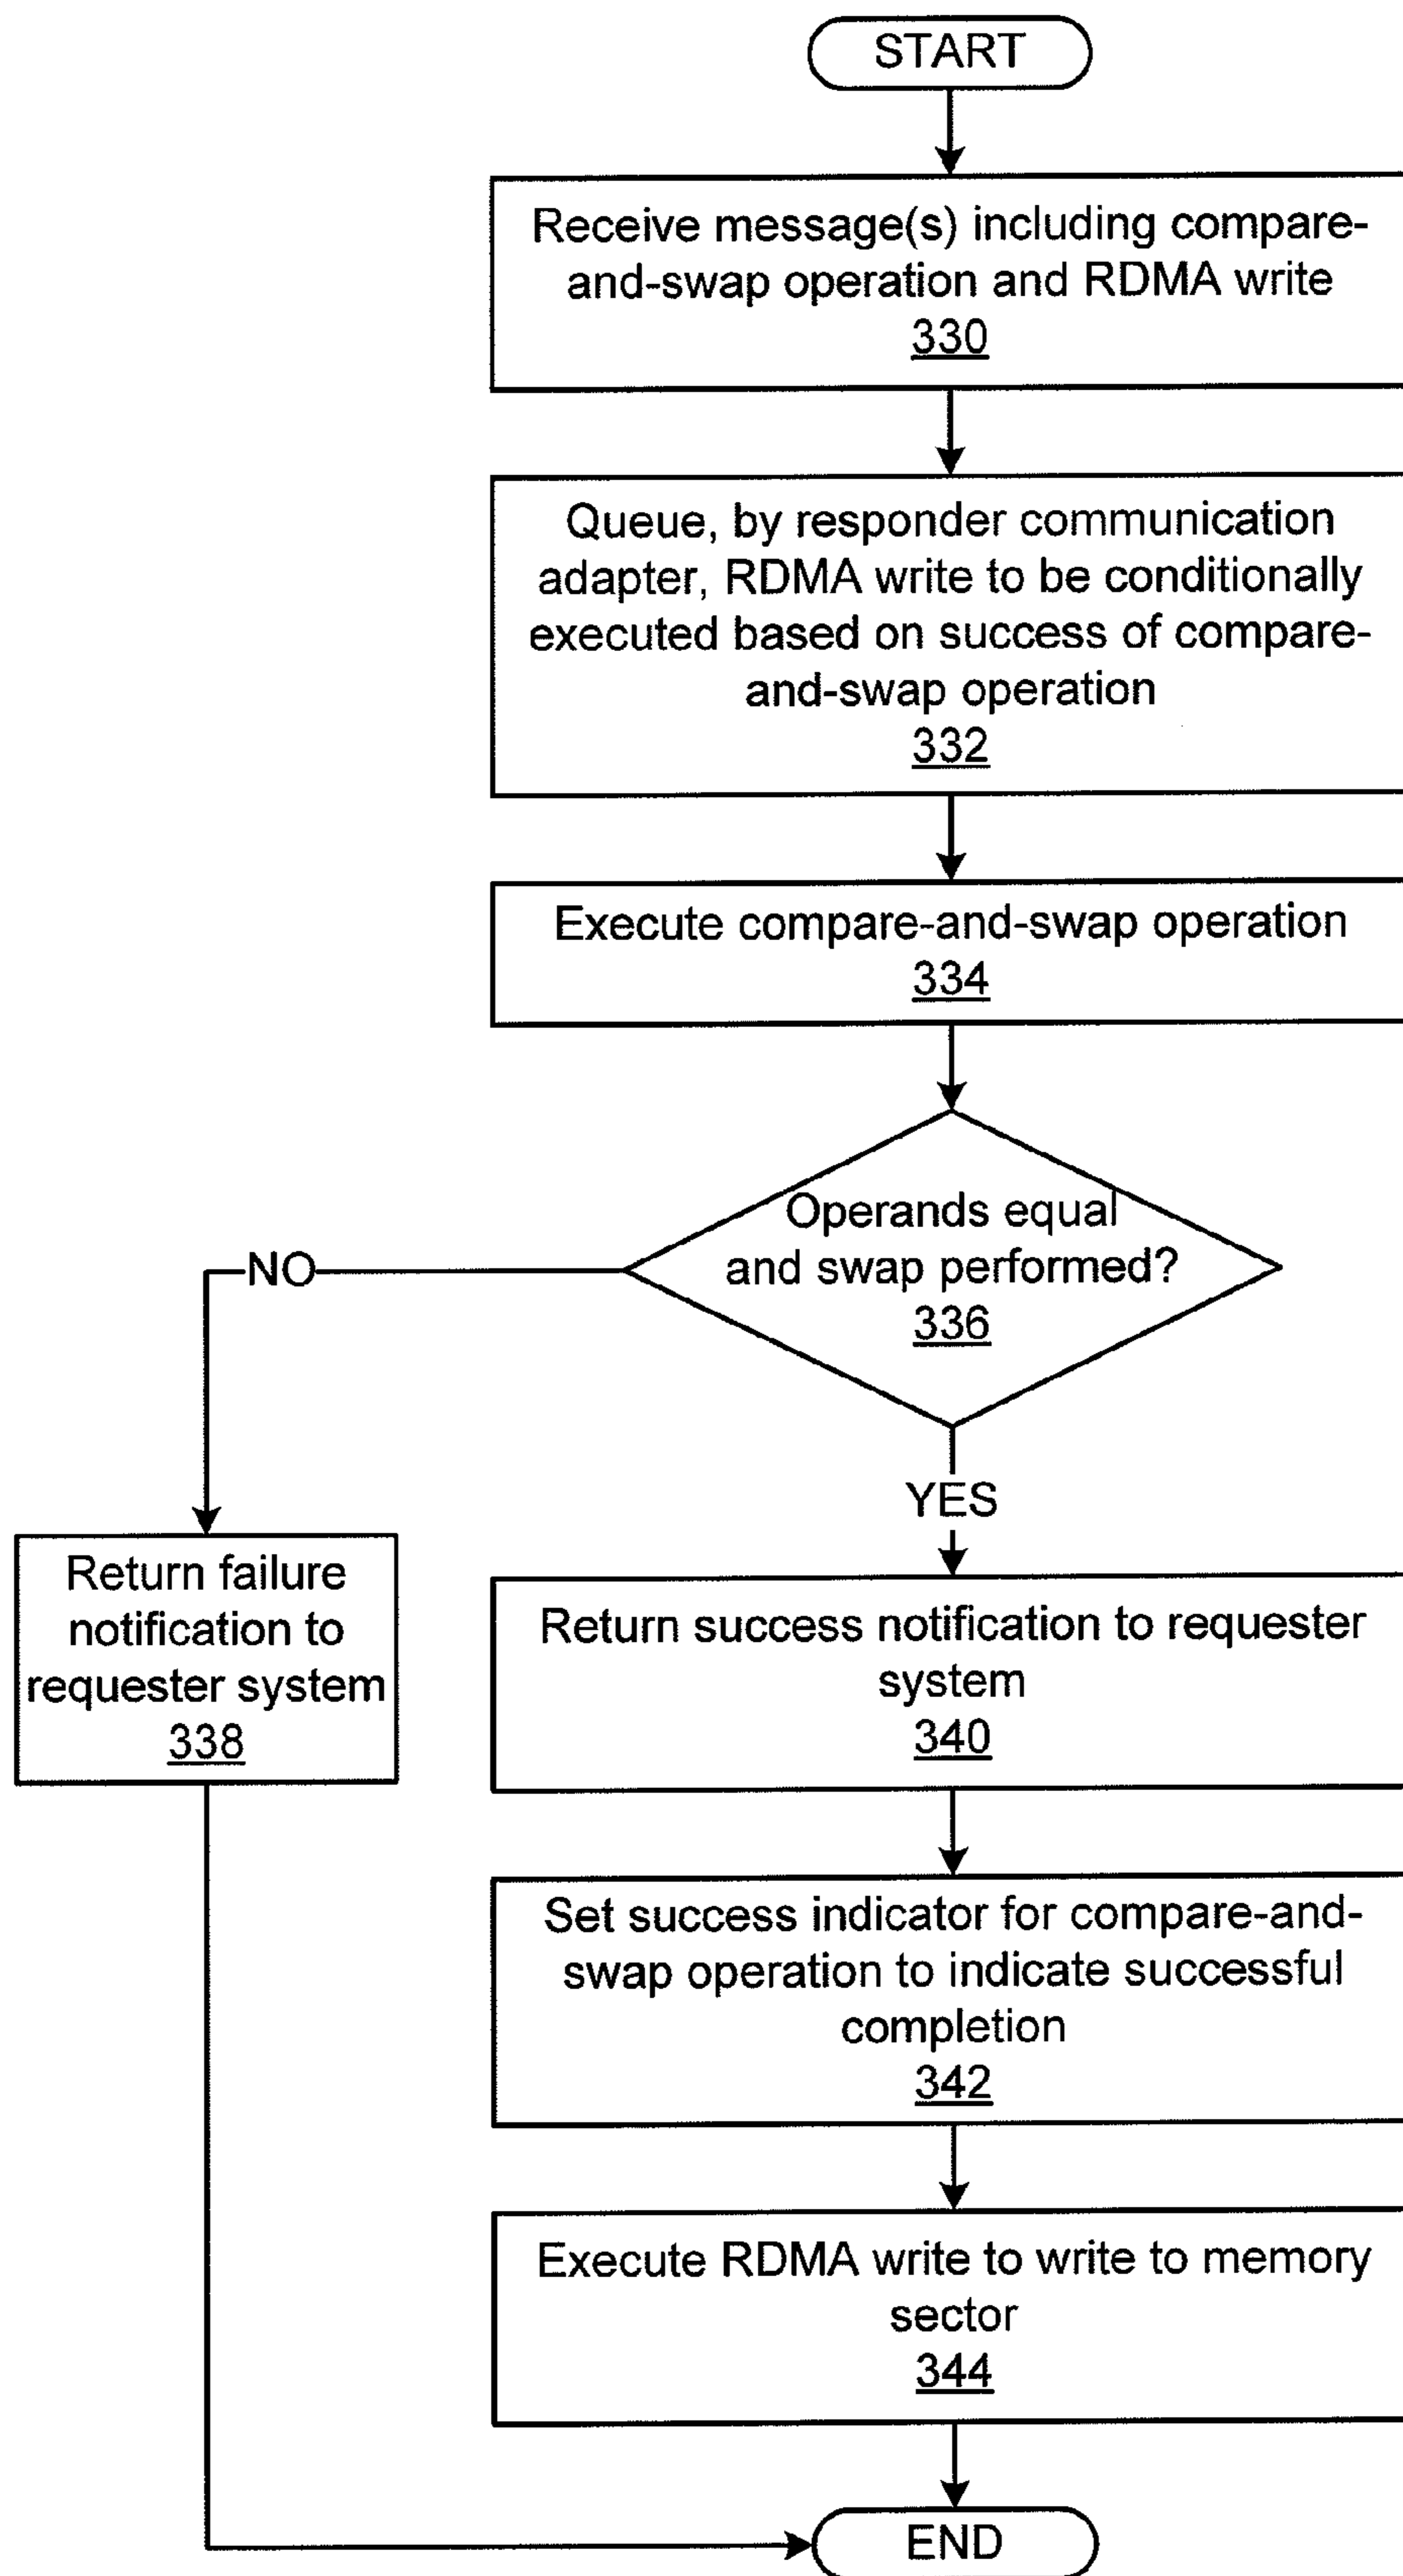 START
Receive message(s) including compare-
and-swap operation and RDMA write
330
Queue, by responder communication
adapter, RDMA write to be conditionally
executed based on success of compare-
and-swap operation
332
Execute compare-and-swap operation
334
Operands equal
and swap performed?
336
NO
YES
Return failure
notification to
requester system
338
Return success notification to requester
system
340
Set success indicator for compare-and-
swap operation to indicate successful
completion
342
Execute RDMA write to write to memory
sector
344
END